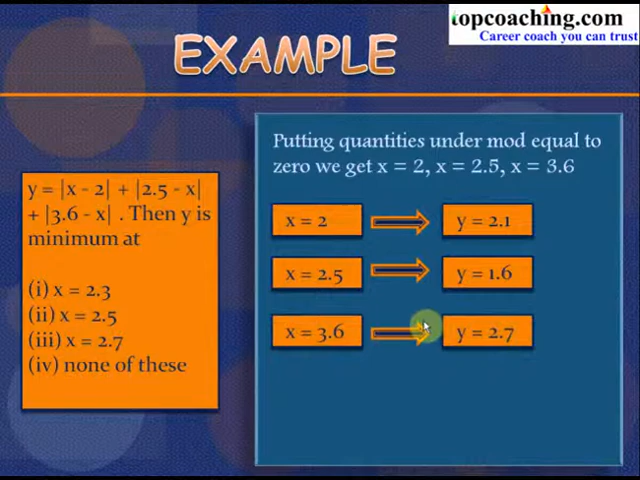 topcoaching.com
Career coach you can trust
EXAMPLE
y = |x - 2| + |2.5 - x|
+ |3.6 - x| . Then y is
minimum at
(i) x = 2.3
(ii) x = 2.5
(iii) x = 2.7
(iv) none of these
Putting quantities under mod equal to
zero we get x = 2, x = 2.5, x = 3.6
x = 2 y = 2.1
x = 2.5 y = 1.6
x = 3.6 y = 2.7